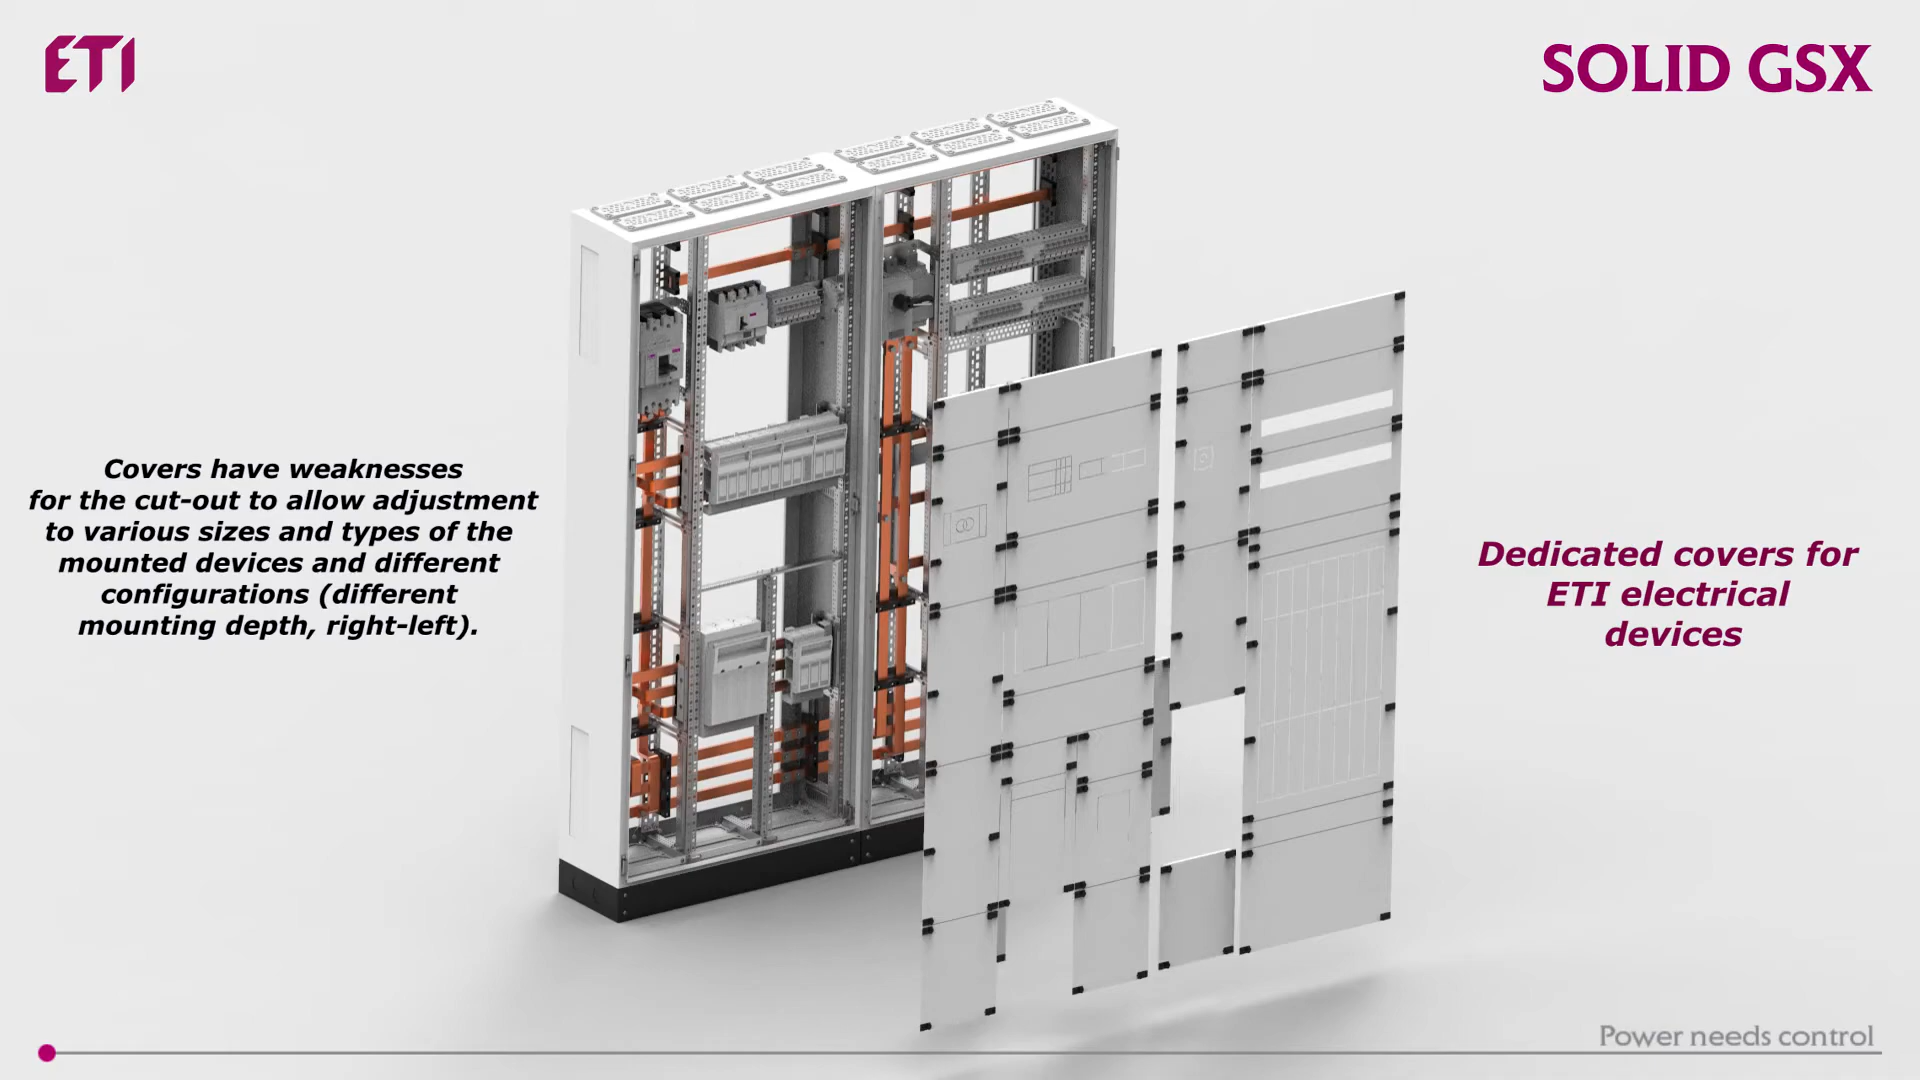 ETI
SOLID GSX
Covers have weaknesses
for the cut-out to allow adjustment
to various sizes and types of the
mounted devices and different
configurations (different
mounting depth, right-left).
Dedicated covers for
ETI electrical
devices
Power needs control